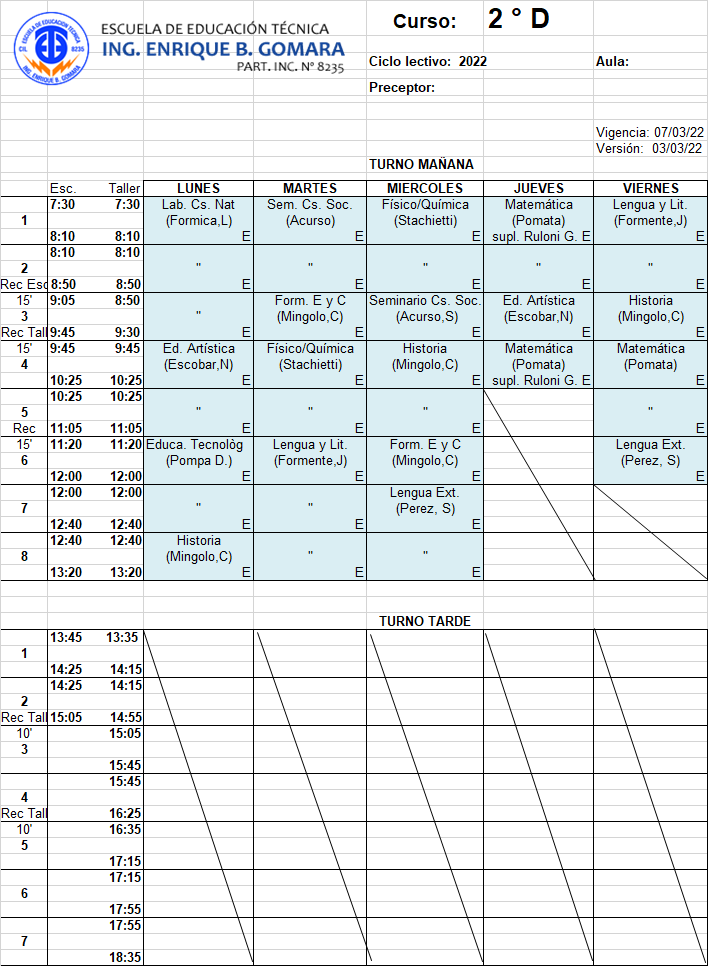 ESCUELA DE EDUCACIÓN TÉCNICA
ING. ENRIQUE B. GOMARA
PART. INC. Nº 8235
ESCUELA DE EDUCACION TECNICA
CIL 8235
ING. ENRIQUE B. GOMARA
Curso: 2 ° D
Ciclo lectivo: 2022 Aula:
Preceptor:
Vigencia: 07/03/22
Versión: 03/03/22
TURNO MAÑANA
Esc. Taller LUNES MARTES MIERCOLES JUEVES VIERNES
7:30 7:30 Lab. Cs. Nat Sem. Cs. Soc. Físico/Química Matemática Lengua y Lit.
1 (Formica,L) (Acurso) (Stachietti) (Pomata) (Formente,J)
8:10 8:10 E E E supl. Ruloni G. E E
8:10 8:10
2 " " " " "
Rec Esc 8:50 8:50 E E E E E
15' 9:05 8:50 Form. E y C Seminario Cs. Soc. Ed. Artística Historia
3 " (Mingolo,C) (Acurso,S) (Escobar,N) (Mingolo,C)
Rec Tall 9:45 9:30 E E E E E
15' 9:45 9:45 Ed. Artística Físico/Química Historia Matemática Matemática
4 (Escobar,N) (Stachietti) (Mingolo,C) (Pomata) (Pomata)
10:25 10:25 E E E supl. Ruloni G. E E
10:25 10:25
5 " " " "
Rec 11:05 11:05 E E E E
15' 11:20 11:20 Educa. Tecnològ Lengua y Lit. Form. E y C Lengua Ext.
6 (Pompa D.) (Formente,J) (Mingolo,C) (Perez, S)
12:00 12:00 E E E E
12:00 12:00 Lengua Ext.
7 " " (Perez, S)
12:40 12:40 E E E
12:40 12:40 Historia
8 (Mingolo,C) " "
13:20 13:20 E E E
TURNO TARDE
13:45 13:35
1
14:25 14:15
14:25 14:15
2
Rec Tall 15:05 14:55
10' 15:05
3
15:45
15:45
4
Rec Tall 16:25
10' 16:35
5
17:15
17:15
6
17:55
17:55
7
18:35